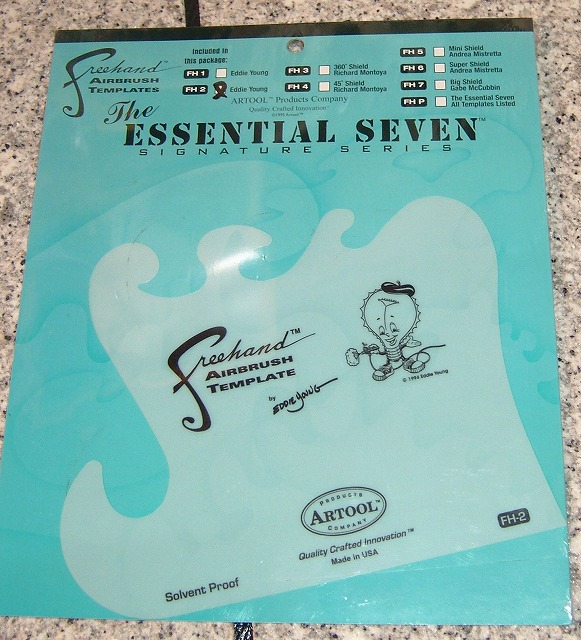 Freehand™
AIRBRUSH
TEMPLATES
Included in
this package:
FH 1 Eddie Young
FH 2 Eddie Young
FH 3 360° Shield
Richard Montoya
FH 4 45° Shield
Richard Montoya
FH 5 Mini Shield
Andrea Mistretta
FH 6 Super Shield
Andrea Mistretta
FH 7 Big Shield
Gabe McCubbin
FH P The Essential Seven
All Templates Listed
ARTOOL™ Products Company
Quality Crafted Innovation™
©1995 Artool™
The
ESSENTIAL SEVEN™
SIGNATURE SERIES
Freehand™
AIRBRUSH
TEMPLATE
by Eddie Young
© 1994 Eddie Young
PRODUCTS
ARTOOL™
COMPANY
Quality Crafted Innovation™
Made in USA
FH-2
Solvent Proof